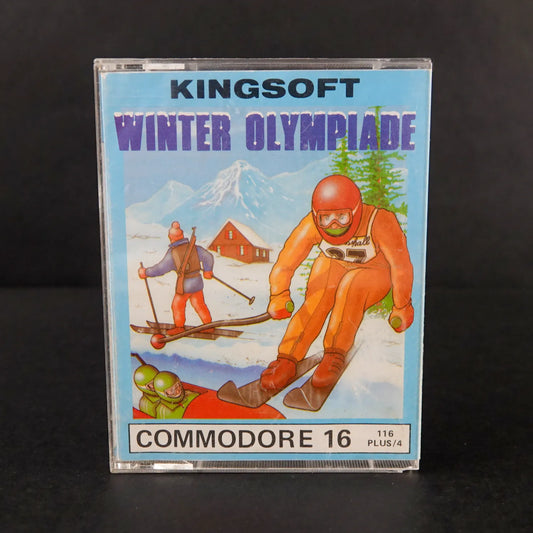 KINGSOFT
WINTER OLYMPIADE
COMMODORE 16
116
PLUS/4